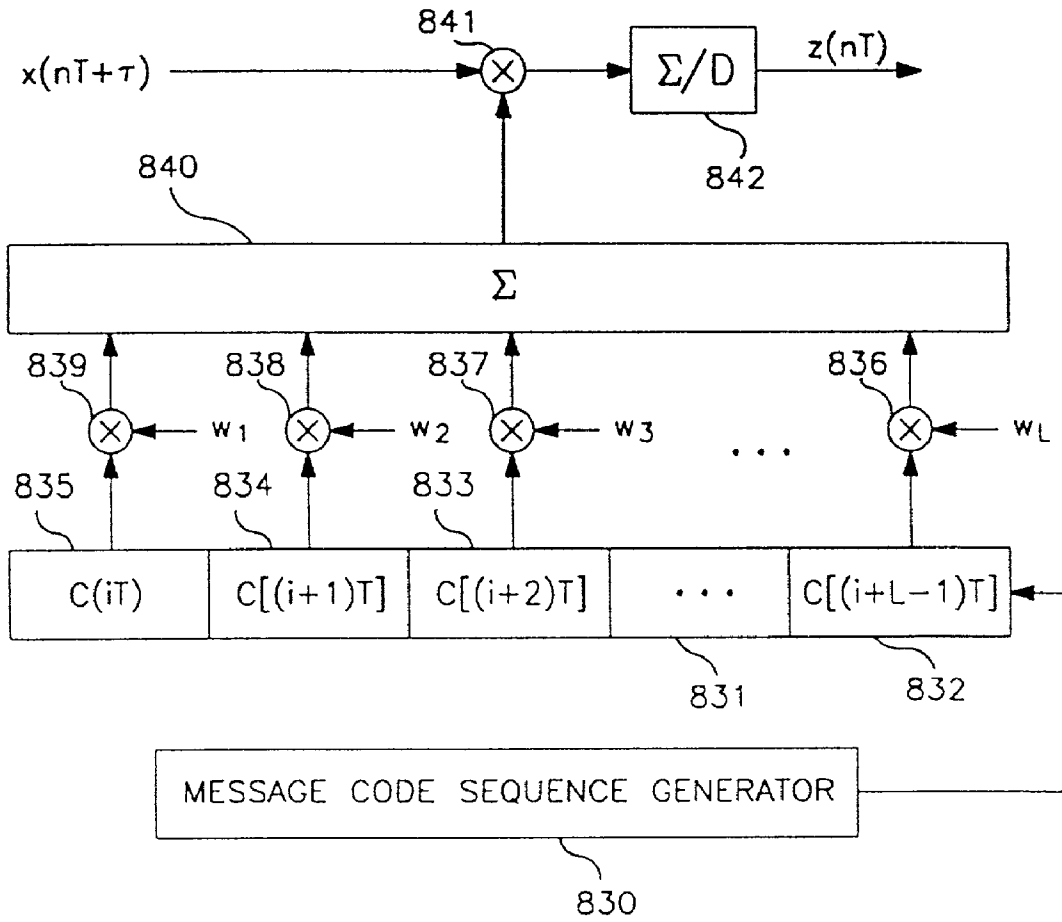 841
x(nT+τ)
Σ/D
z(nT)
842
840
Σ
839
838
837
836
w1
w2
w3
...
wL
835
834
833
C(iT)
C[(i+1)T]
C[(i+2)T]
...
C[(i+L-1)T]
831
832
MESSAGE CODE SEQUENCE GENERATOR
830